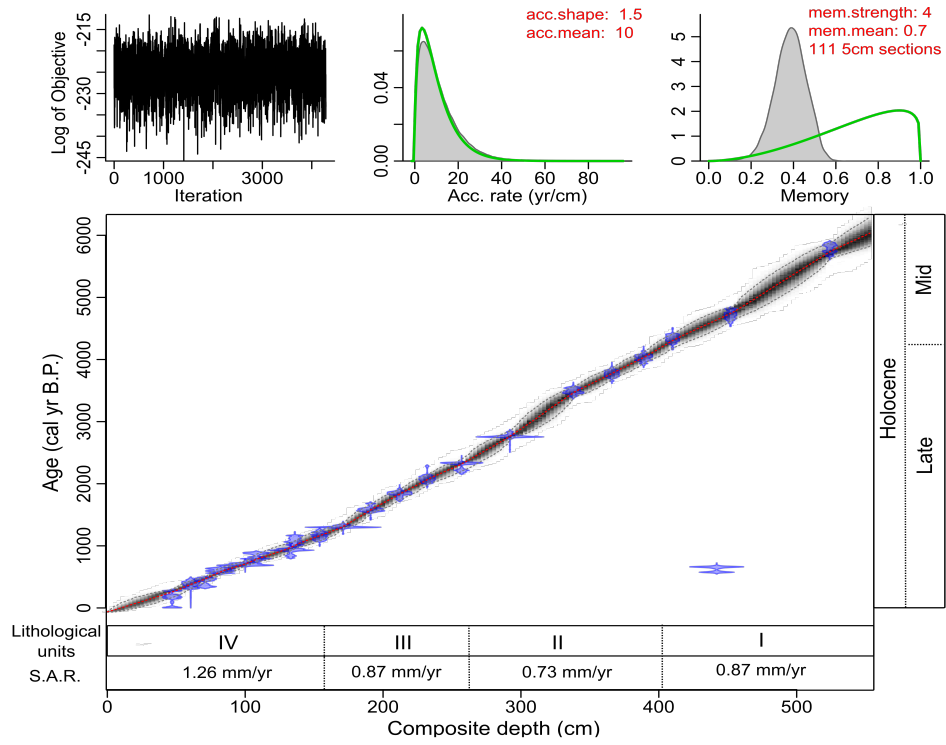 -215
-230
-245
Log of Objective
0 1000 3000
Iteration
acc.shape: 1.5
acc.mean: 10
0.00 0.04
0 20 40 60 80
Acc. rate (yr/cm)
mem.strength: 4
mem.mean: 0.7
111 5cm sections
5
4
3
2
1
0
0.0 0.2 0.4 0.6 0.8 1.0
Memory
6000
5000
4000
3000
2000
1000
0
Age (cal yr B.P.)
Holocene
Mid
Late
Lithological
units
IV III II I
S.A.R.
1.26 mm/yr 0.87 mm/yr 0.73 mm/yr 0.87 mm/yr
0 100 200 300 400 500
Composite depth (cm)